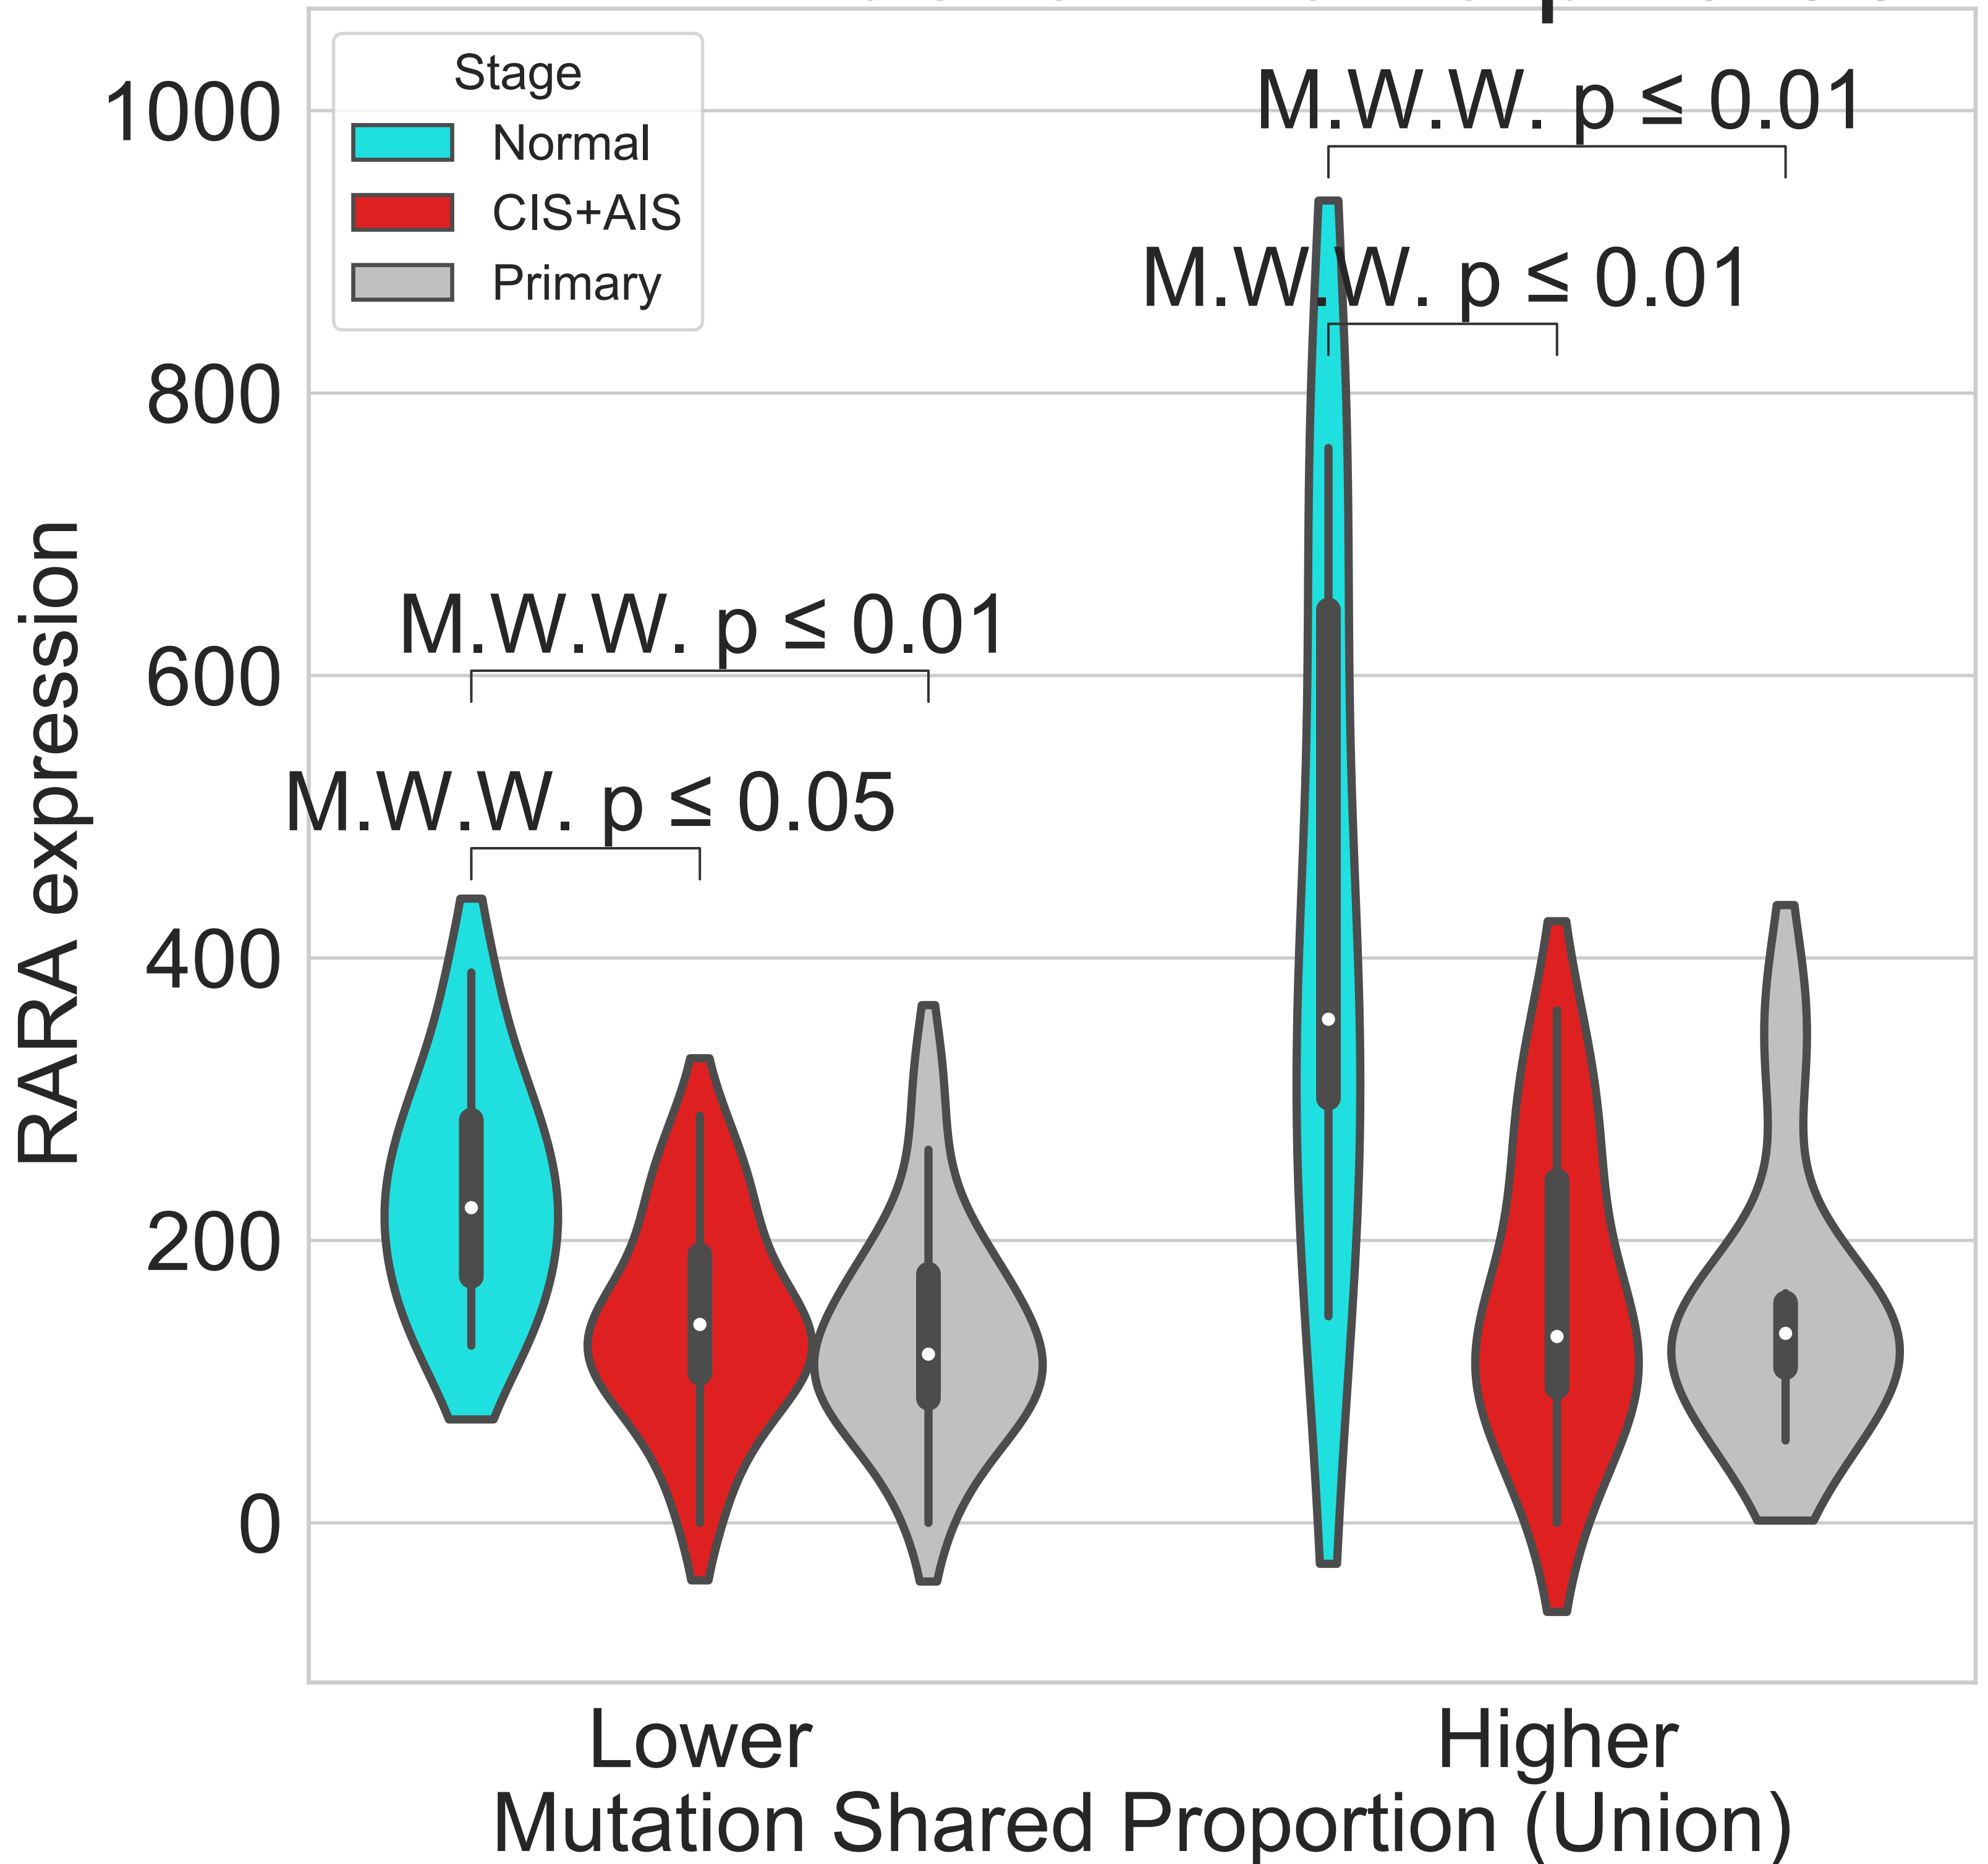 Stage
Normal
CIS+AIS
Primary
M.W.W. p ≤ 0.01
M.W.W. p ≤ 0.01
M.W.W. p ≤ 0.01
M.W.W. p ≤ 0.05
1000
800
600
400
200
0
RARA expression
Lower
Higher
Mutation Shared Proportion (Union)